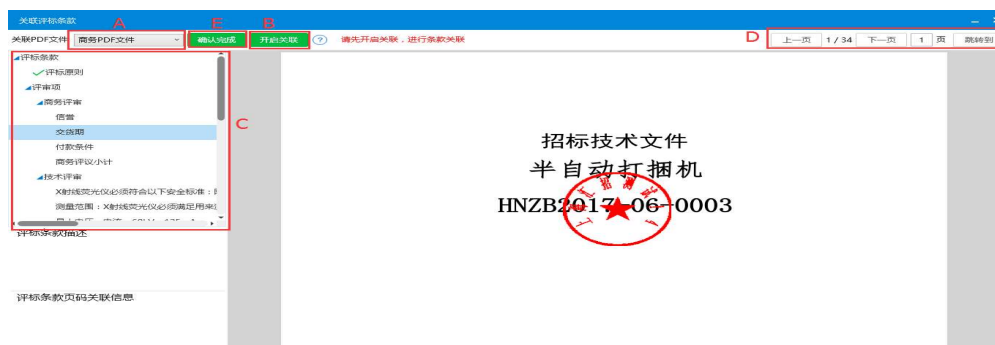 关联评标条款
A
E
B
关联PDF文件 商务PDF文件 确认完成 开启关联 ? 请先开启关联，进行条款关联 D 上一页 1 / 34 下一页 1 页 跳转到
评标条款
评标原则
评审项
商务评审
信誉
C
交货期
付款条件
商务评议小计
技术评审
X射线荧光仪必须符合以下安全标准：
测量范围：X射线荧光仪必须满足用来
评标条款描述
评标条款页码关联信息
招标技术文件
半自动打捆机
HNZB2017-06-0003